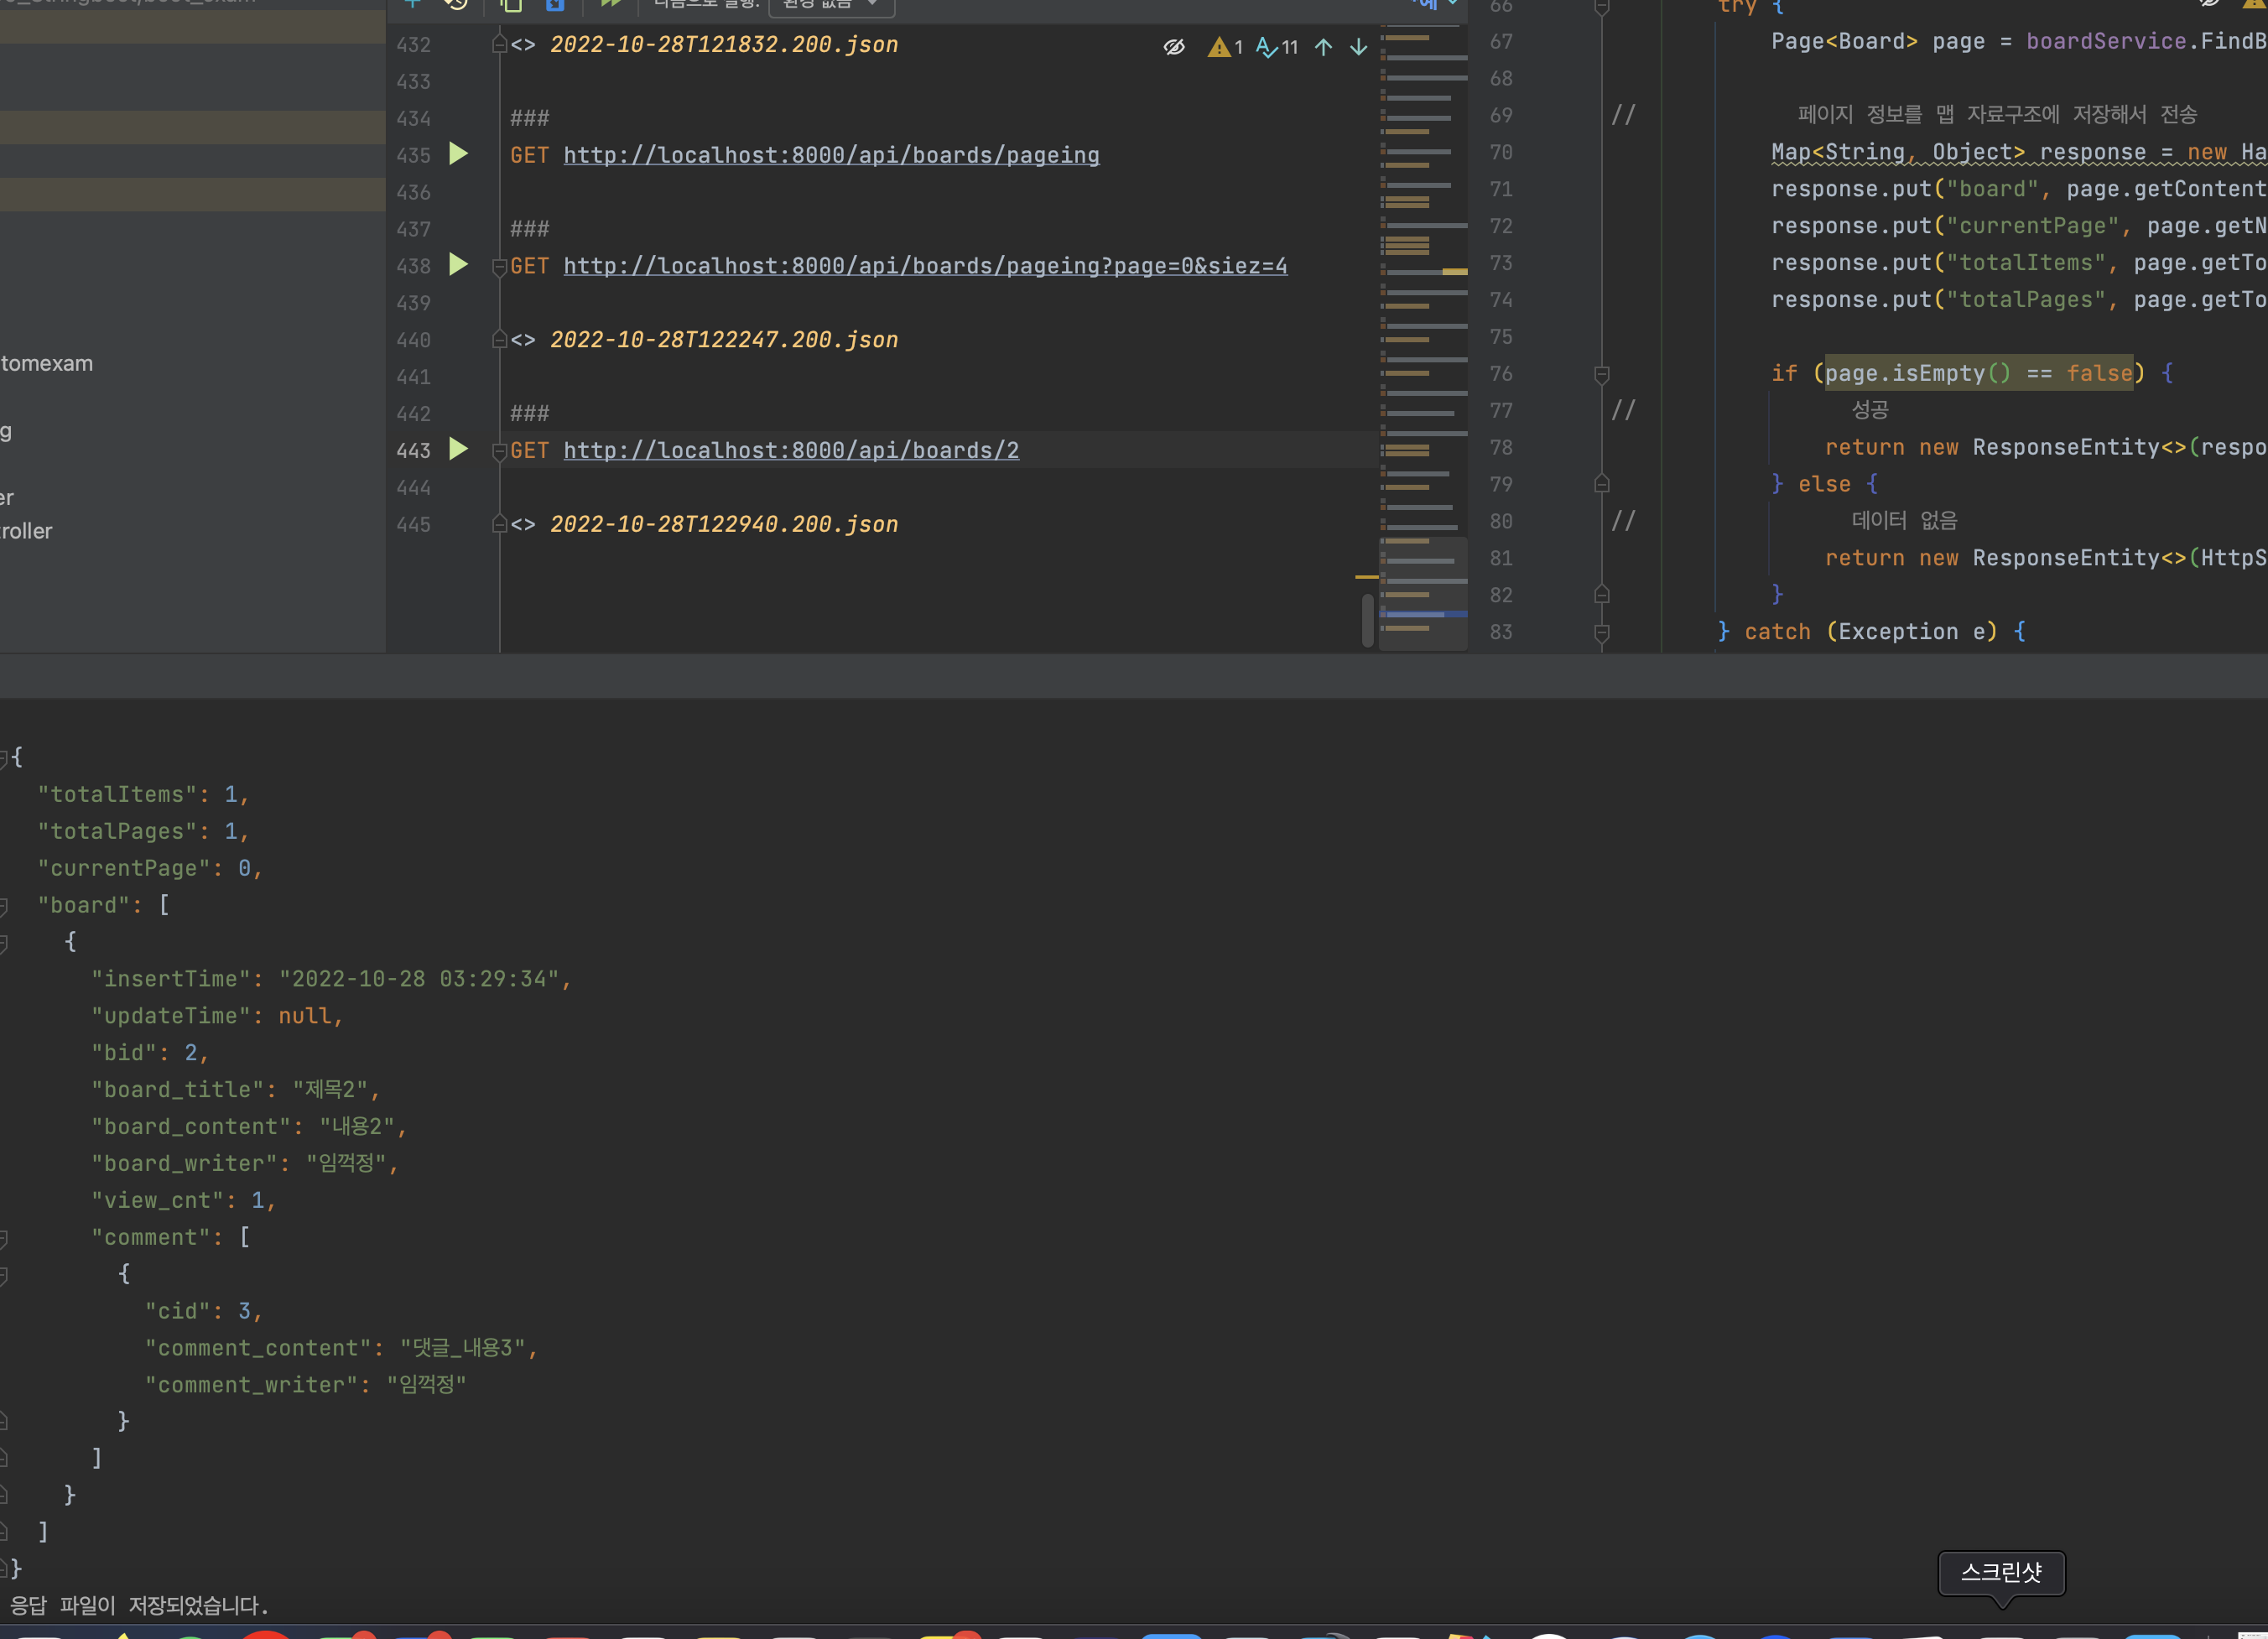 432 <> 2022-10-28T121832.200.json 1 11
433
434 ###
435 GET http://localhost:8000/api/boards/pageing
436
437 ###
438 GET http://localhost:8000/api/boards/pageing?page=0&siez=4
439
440 <> 2022-10-28T122247.200.json
441
442 ###
443 GET http://localhost:8000/api/boards/2
444
445 <> 2022-10-28T122940.200.json
tomexam
g
er
roller
66 try {
67 Page<Board> page = boardService.FindB
68
69 // 페이지 정보를 맵 자료구조에 저장해서 전송
70 Map<String, Object> response = new Ha
71 response.put("board", page.getContent
72 response.put("currentPage", page.getN
73 response.put("totalItems", page.getTo
74 response.put("totalPages", page.getTo
75
76 if (page.isEmpty() == false) {
77 // 성공
78 return new ResponseEntity<>(respo
79 } else {
80 // 데이터 없음
81 return new ResponseEntity<>(HttpS
82 }
83 } catch (Exception e) {
{
"totalItems": 1,
"totalPages": 1,
"currentPage": 0,
"board": [
{
"insertTime": "2022-10-28 03:29:34",
"updateTime": null,
"bid": 2,
"board_title": "제목2",
"board_content": "내용2",
"board_writer": "임꺽정",
"view_cnt": 1,
"comment": [
{
"cid": 3,
"comment_content": "댓글_내용3",
"comment_writer": "임꺽정"
}
]
}
]
}
응답 파일이 저장되었습니다.
스크린샷